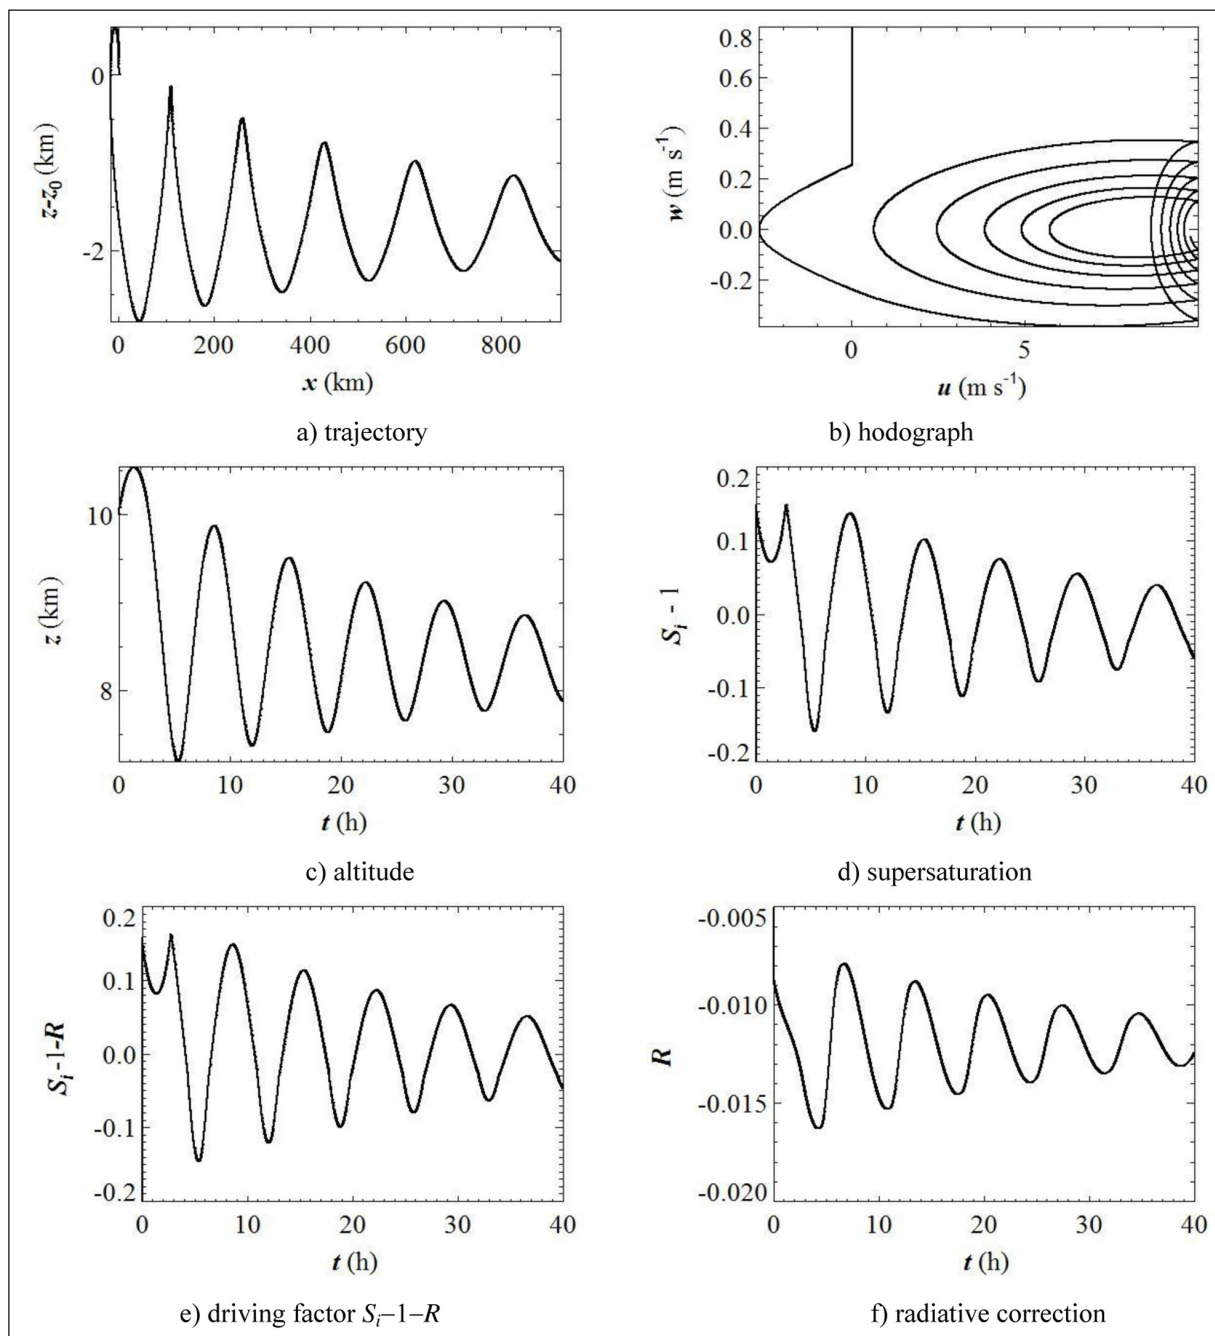 0
-2
z-z0 (km)
0 200 400 600 800
x (km)
a) trajectory
0.8
0.6
0.4
0.2
0.0
-0.2
w (m s-1)
0 5
u (m s-1)
b) hodograph
10
8
z (km)
0 10 20 30 40
t (h)
c) altitude
0.2
0.1
0.0
-0.1
-0.2
Si - 1
0 10 20 30 40
t (h)
d) supersaturation
0.2
0.1
0.0
-0.1
-0.2
Si -1-R
0 10 20 30 40
t (h)
e) driving factor Si–1–R
-0.005
-0.010
-0.015
-0.020
R
0 10 20 30 40
t (h)
f) radiative correction